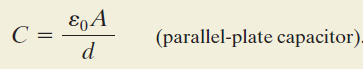 C = ε₀A / d (parallel-plate capacitor).